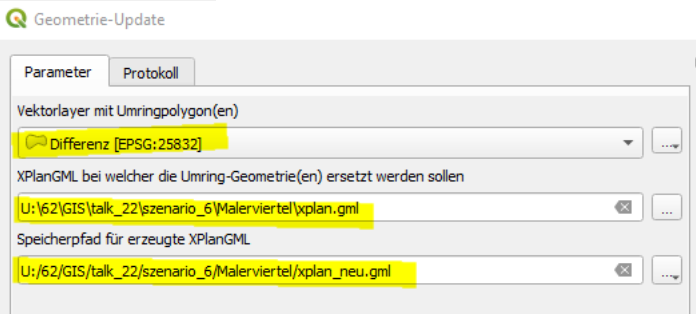 Geometrie-Update
Parameter Protokoll
Vektorlayer mit Umringpolygon(en)
Differenz [EPSG:25832]
...
XPlanGML bei welcher die Umring-Geometrie(en) ersetzt werden sollen
U:\62\GIS\talk_22\szenario_6\Malerviertel\xplan.gml
...
Speicherpfad für erzeugte XPlanGML
U:/62/GIS/talk_22/szenario_6/Malerviertel/xplan_neu.gml
...